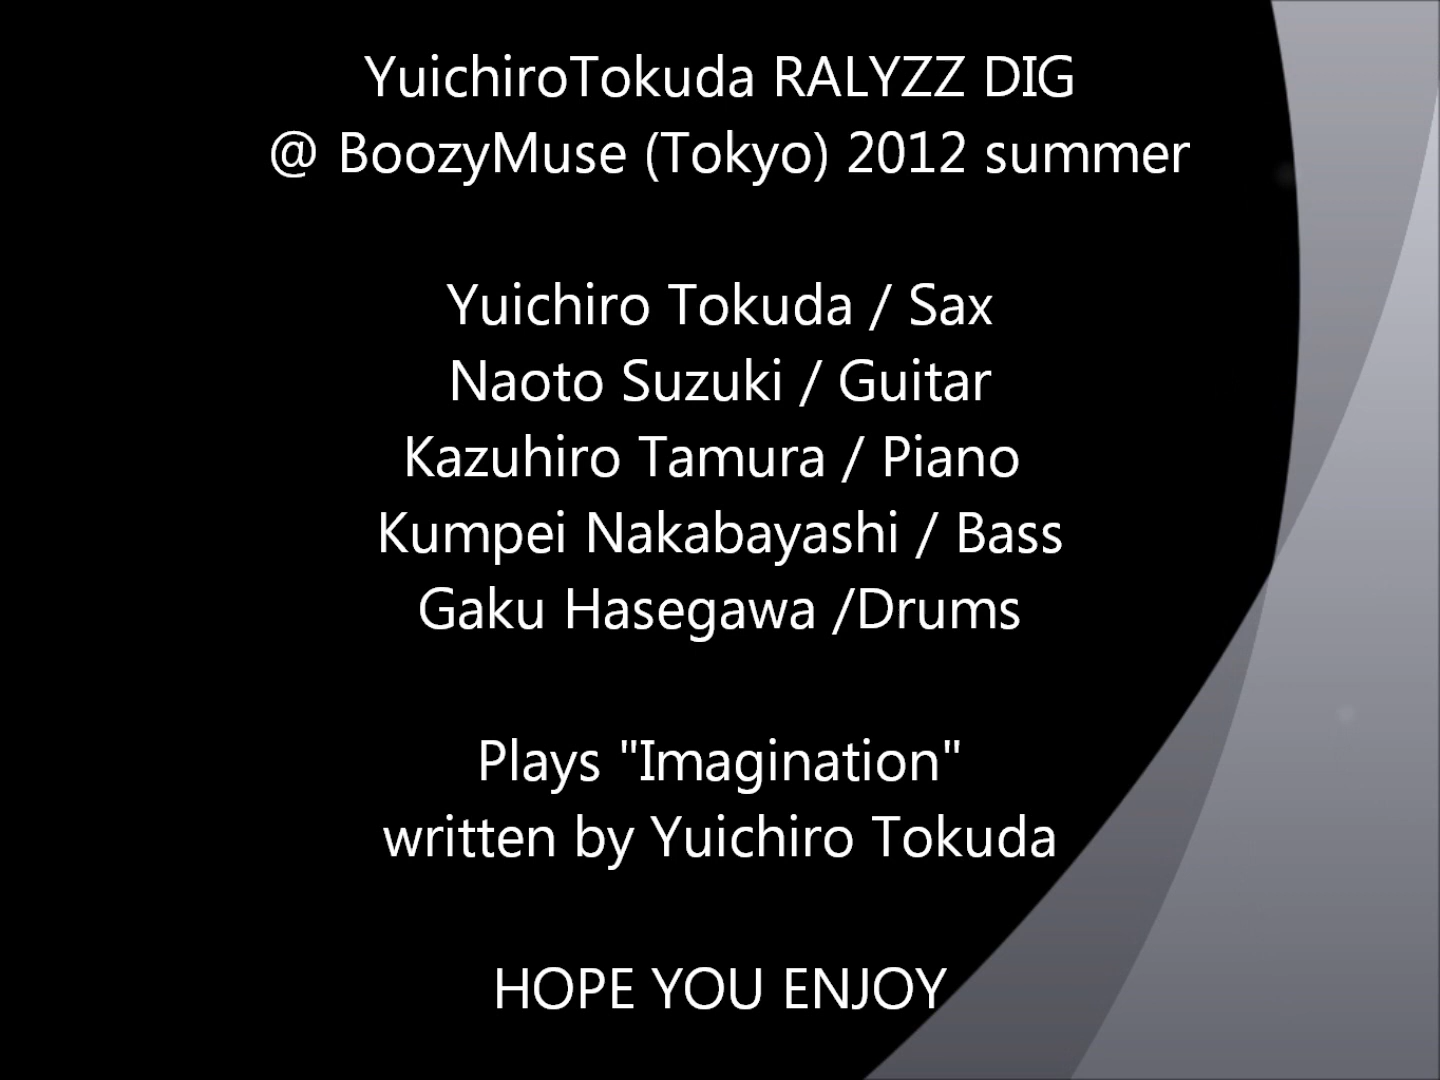 YuichiroTokuda RALYZZ DIG
@ BoozyMuse (Tokyo) 2012 summer
Yuichiro Tokuda / Sax
Naoto Suzuki / Guitar
Kazuhiro Tamura / Piano
Kumpei Nakabayashi / Bass
Gaku Hasegawa /Drums
Plays "Imagination"
written by Yuichiro Tokuda
HOPE YOU ENJOY